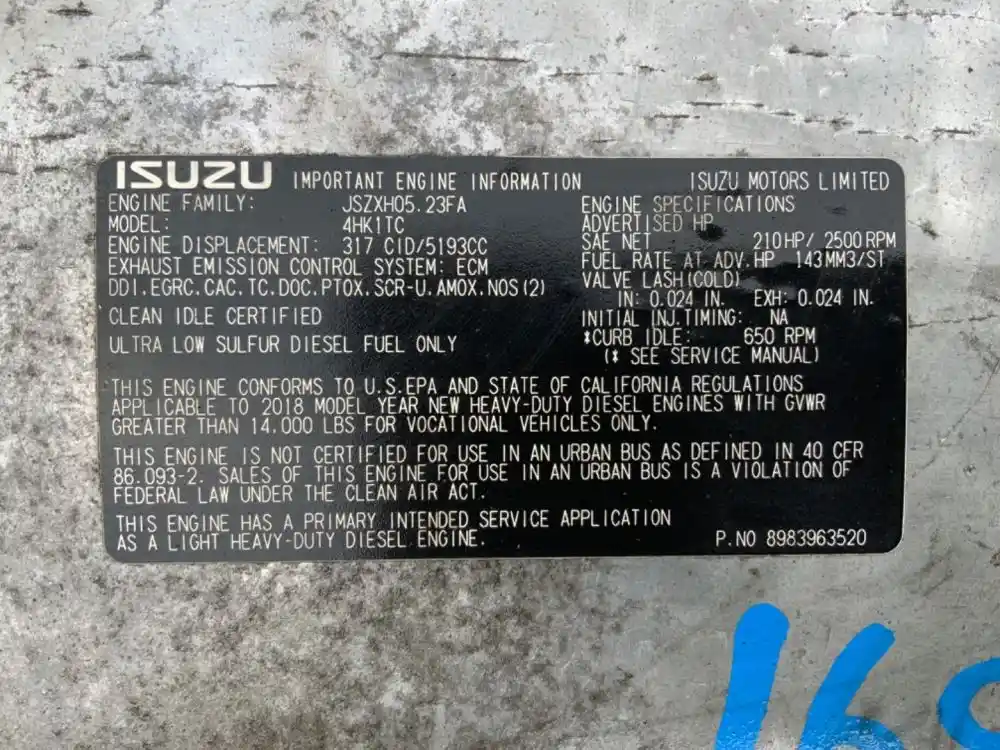 ISUZU IMPORTANT ENGINE INFORMATION ISUZU MOTORS LIMITED
ENGINE FAMILY: JSZXH05.23FA
MODEL: 4HK1TC
ENGINE DISPLACEMENT: 317 CID/5193CC
EXHAUST EMISSION CONTROL SYSTEM: ECM
DDI.EGRC.CAC.TC.DOC.PTOX.SCR-U.AMOX.NOS(2)
CLEAN IDLE CERTIFIED
ULTRA LOW SULFUR DIESEL FUEL ONLY
ENGINE SPECIFICATIONS
ADVERTISED HP
SAE NET 210HP/ 2500RPM
FUEL RATE AT ADV.HP 143MM3/ST
VALVE LASH(COLD)
IN: 0.024 IN. EXH: 0.024 IN.
INITIAL INJ.TIMING: NA
*CURB IDLE: 650 RPM
(* SEE SERVICE MANUAL)
THIS ENGINE CONFORMS TO U.S.EPA AND STATE OF CALIFORNIA REGULATIONS
APPLICABLE TO 2018 MODEL YEAR NEW HEAVY-DUTY DIESEL ENGINES WITH GVWR
GREATER THAN 14.000 LBS FOR VOCATIONAL VEHICLES ONLY.
THIS ENGINE IS NOT CERTIFIED FOR USE IN AN URBAN BUS AS DEFINED IN 40 CFR
86.093-2. SALES OF THIS ENGINE FOR USE IN AN URBAN BUS IS A VIOLATION OF
FEDERAL LAW UNDER THE CLEAN AIR ACT.
THIS ENGINE HAS A PRIMARY INTENDED SERVICE APPLICATION
AS A LIGHT HEAVY-DUTY DIESEL ENGINE.
P.NO 8983963520